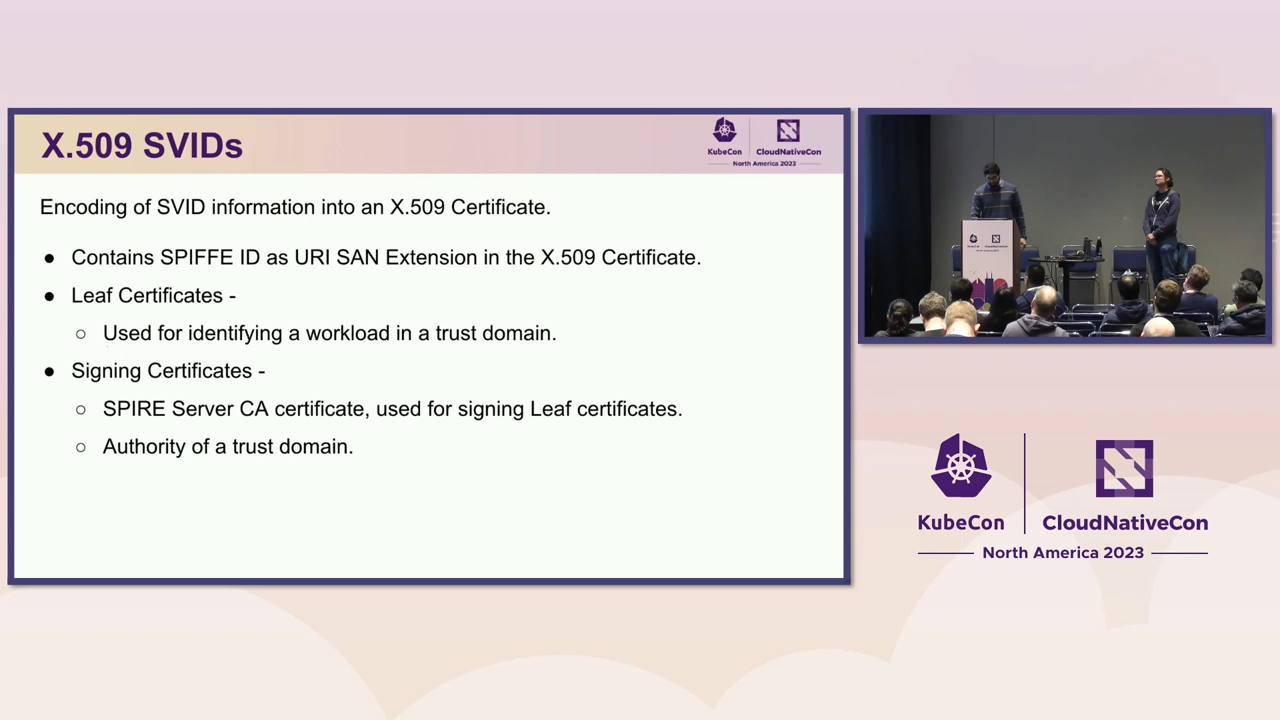 X.509 SVIDs
KubeCon
CloudNativeCon
North America 2023
Encoding of SVID information into an X.509 Certificate.
● Contains SPIFFE ID as URI SAN Extension in the X.509 Certificate.
● Leaf Certificates -
○ Used for identifying a workload in a trust domain.
● Signing Certificates -
○ SPIRE Server CA certificate, used for signing Leaf certificates.
○ Authority of a trust domain.
KubeCon
CloudNativeCon
North America 2023